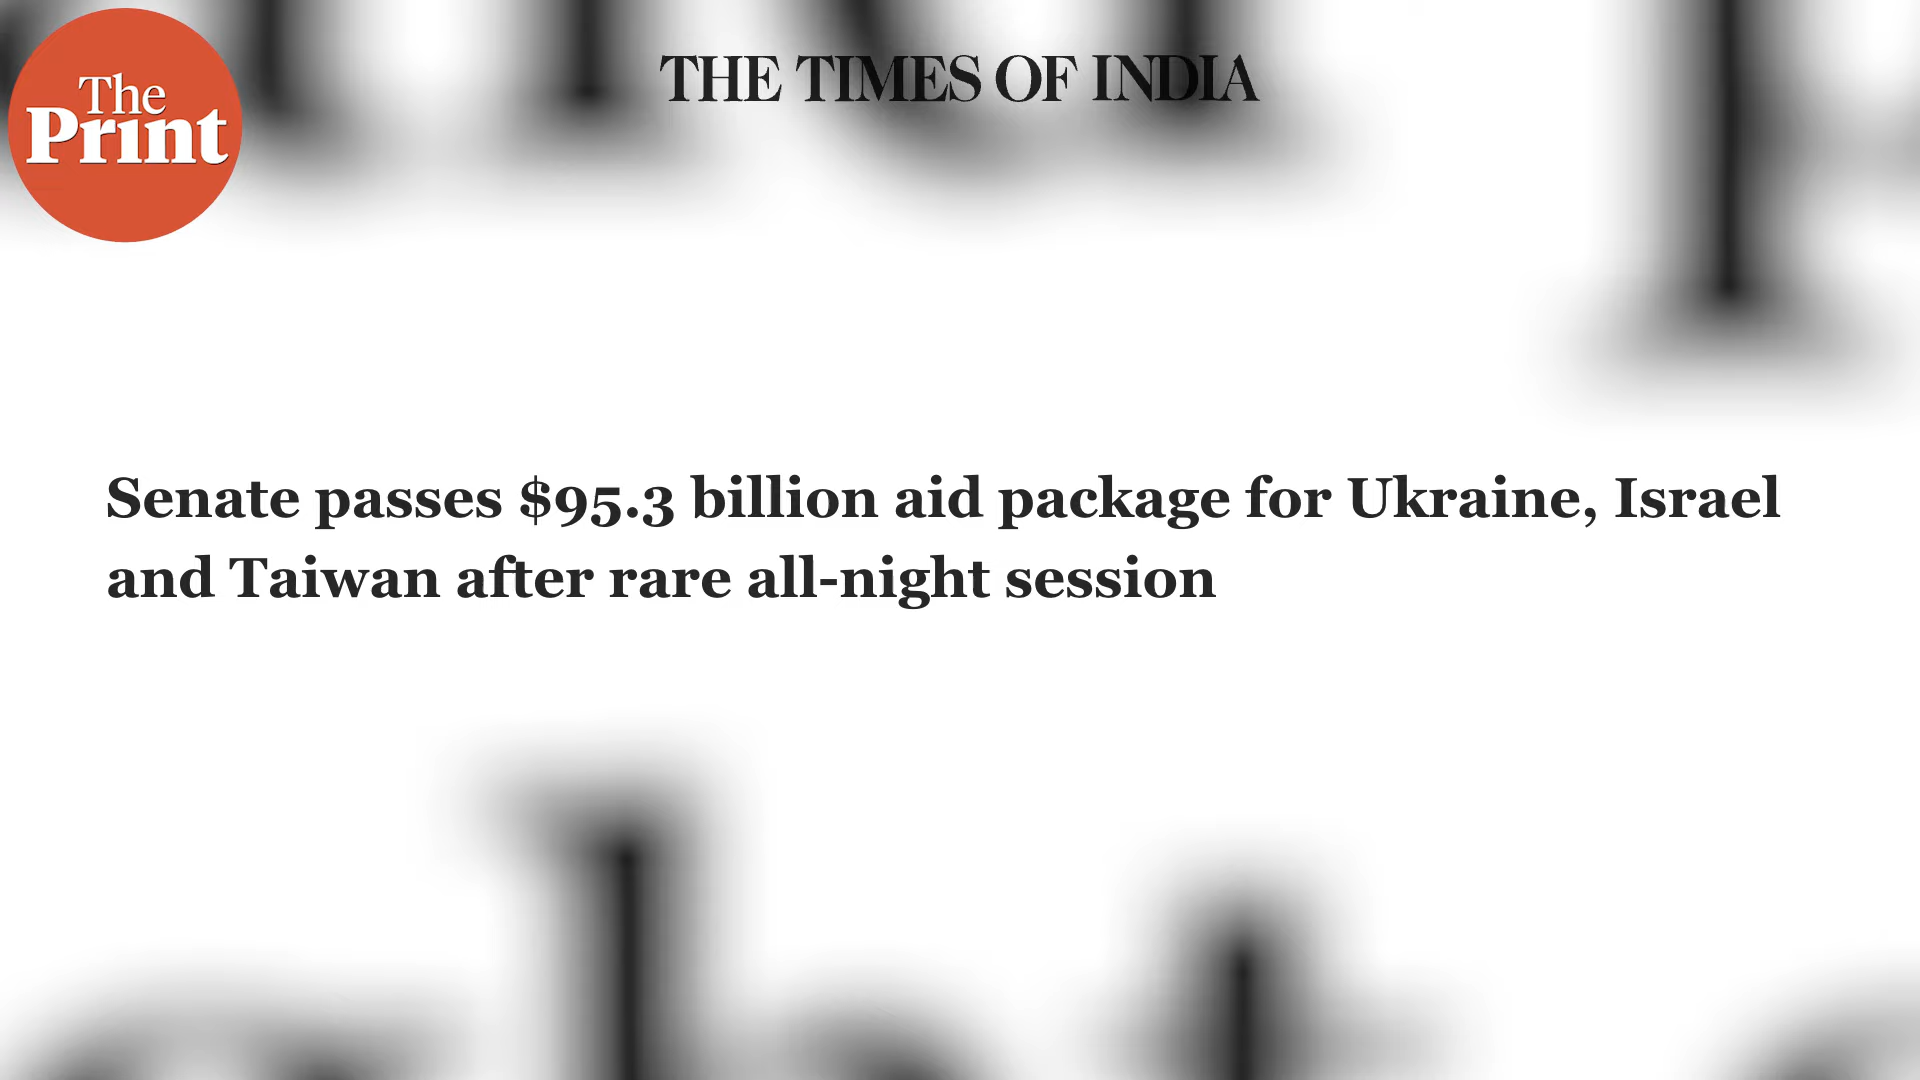 The
Print
THE TIMES OF INDIA
Senate passes $95.3 billion aid package for Ukraine, Israel
and Taiwan after rare all-night session